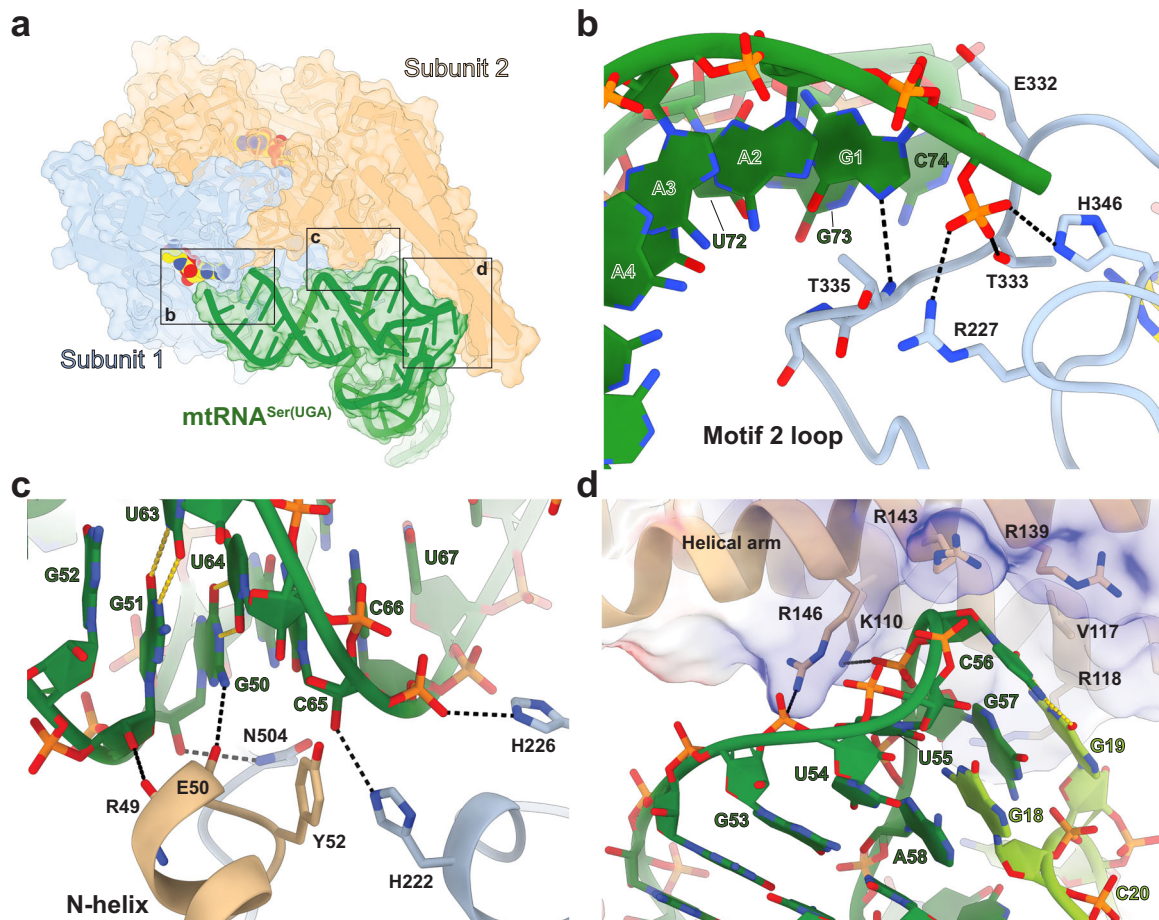 a
Subunit 2
c
d
b
Subunit 1
mtRNA^Ser(UGA)
b
E332
A2
G1
C74
A3
H346
U72
G73
A4
T335
T333
R227
Motif 2 loop
c
U63
U64
U67
G52
G51
C66
G50
C65
N504
H226
R49
E50
Y52
H222
N-helix
d
R143
R139
Helical arm
R146
K110
V117
C56
R118
G57
G19
U55
U54
G53
G18
A58
C20